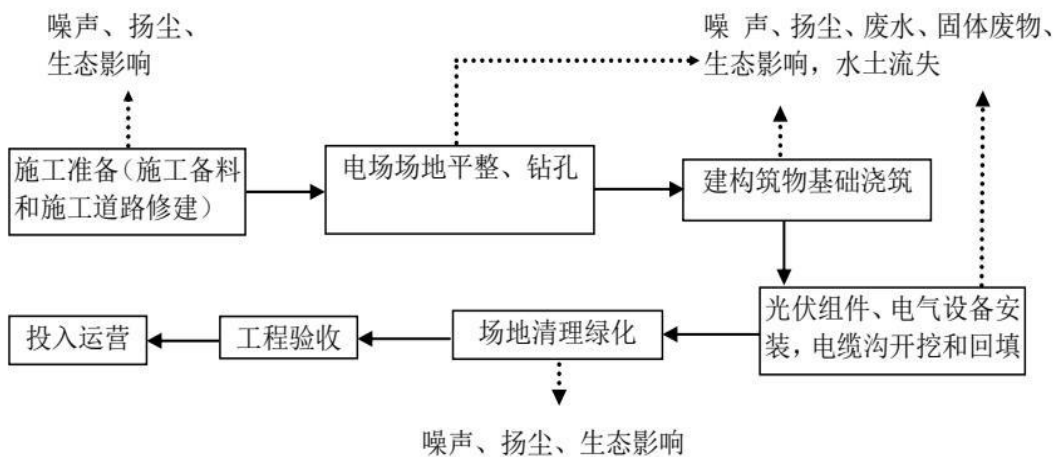 噪声、扬尘、
生态影响
噪 声、扬尘、废水、固体废物、
生态影响，水土流失
施工准备（施工备料
和施工道路修建）
电场场地平整、钻孔
建构筑物基础浇筑
光伏组件、电气设备安
装，电缆沟开挖和回填
场地清理绿化
工程验收
投入运营
噪声、扬尘、生态影响